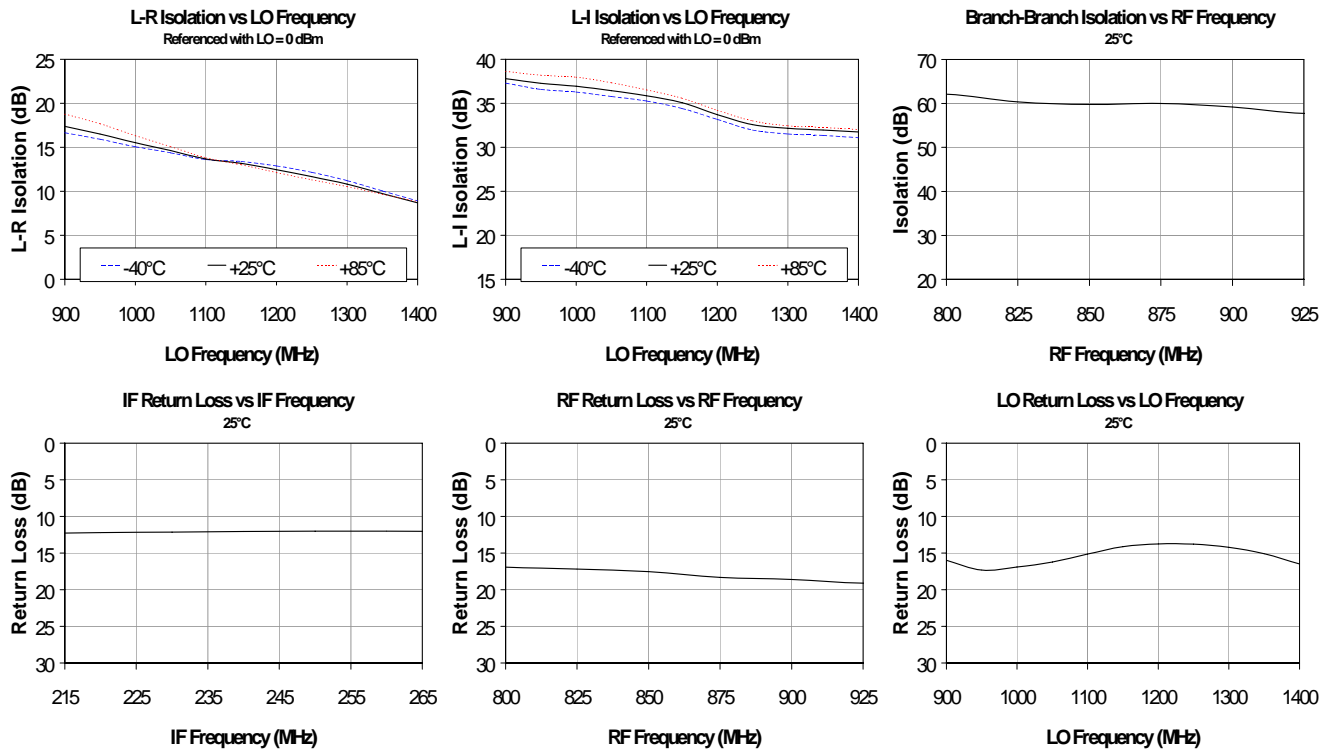 L-R Isolation vs LO Frequency
Referenced with LO = 0 dBm
L-R Isolation (dB)
25
20
15
10
5
0
-40°C +25°C +85°C
900 1000 1100 1200 1300 1400
LO Frequency (MHz)
L-I Isolation vs LO Frequency
Referenced with LO = 0 dBm
L-I Isolation (dB)
40
35
30
25
20
15
-40°C +25°C +85°C
900 1000 1100 1200 1300 1400
LO Frequency (MHz)
Branch-Branch Isolation vs RF Frequency
25°C
Isolation (dB)
70
60
50
40
30
20
800 825 850 875 900 925
RF Frequency (MHz)
IF Return Loss vs IF Frequency
25°C
Return Loss (dB)
0
5
10
15
20
25
30
215 225 235 245 255 265
IF Frequency (MHz)
RF Return Loss vs RF Frequency
25°C
Return Loss (dB)
0
5
10
15
20
25
30
800 825 850 875 900 925
RF Frequency (MHz)
LO Return Loss vs LO Frequency
25°C
Return Loss (dB)
0
5
10
15
20
25
30
900 1000 1100 1200 1300 1400
LO Frequency (MHz)